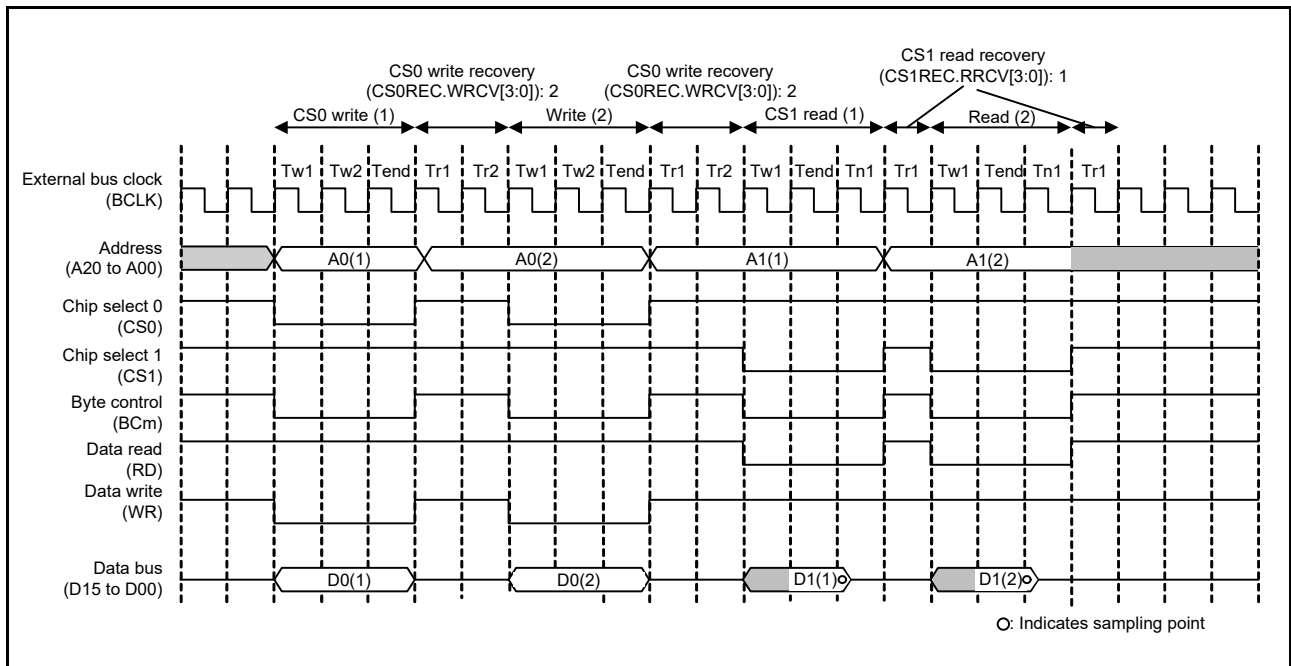 CS1 read recovery
(CS1REC.RRCV[3:0]): 1
CS0 write recovery
(CS0REC.WRCV[3:0]): 2
CS0 write recovery
(CS0REC.WRCV[3:0]): 2
CS0 write (1) Write (2) CS1 read (1) Read (2)
Tw1 Tw2 Tend Tr1 Tr2 Tw1 Tw2 Tend Tr1 Tr2 Tw1 Tend Tn1 Tr1 Tw1 Tend Tn1 Tr1
External bus clock
(BCLK)
Address
(A20 to A00)
A0(1) A0(2) A1(1) A1(2)
Chip select 0
(CS0)
Chip select 1
(CS1)
Byte control
(BCm)
Data read
(RD)
Data write
(WR)
Data bus
(D15 to D00)
D0(1) D0(2) D1(1) D1(2)
: Indicates sampling point